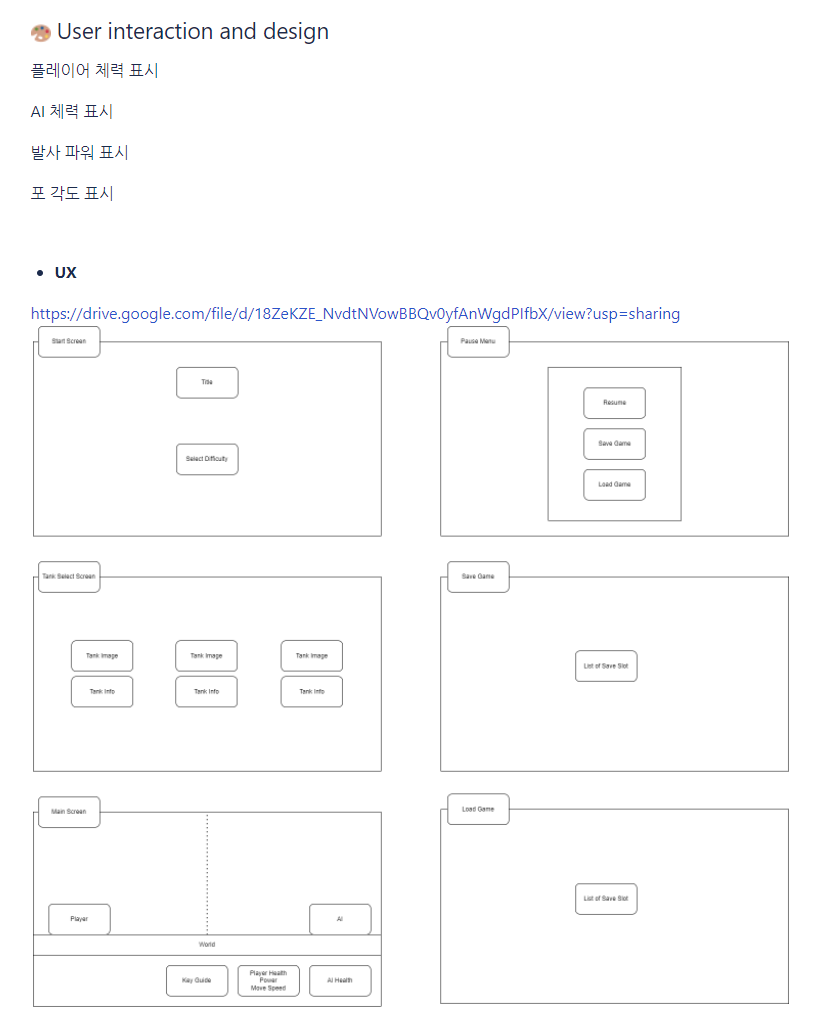 User interaction and design
플레이어 체력 표시
AI 체력 표시
발사 파워 표시
포 각도 표시
UX
https://drive.google.com/file/d/18ZeKZE_NvdtNVowBBQv0yfAnWgdPIfbX/view?usp=sharing
Start Screen
Title
Select Difficulty
Pause Menu
Resume
Save Game
Load Game
Tank Select Screen
Tank Image
Tank Image
Tank Image
Tank Info
Tank Info
Tank Info
Save Game
List of Save Slot
Main Screen
Player
AI
World
Key Guide
Player Health
Power
Move Speed
AI Health
Load Game
List of Save Slot